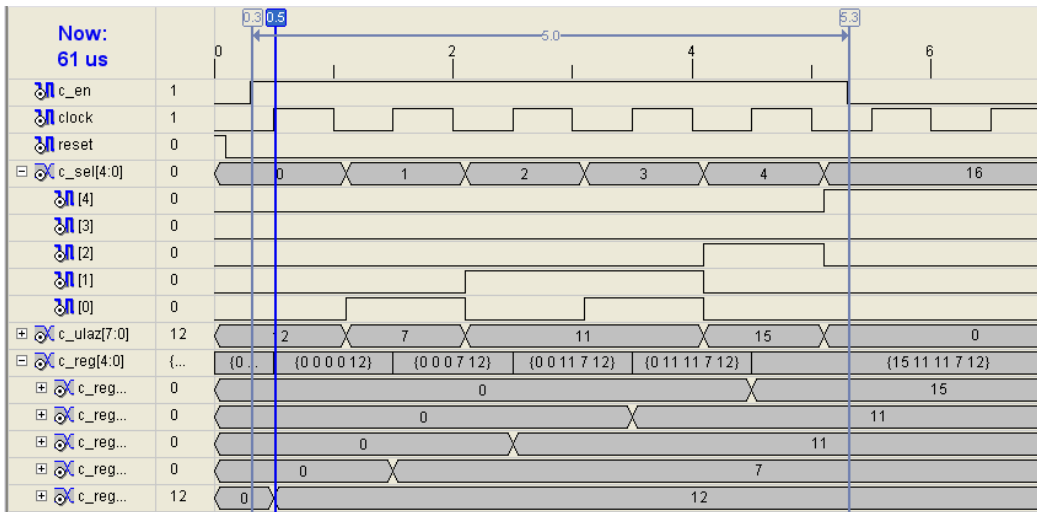 0.3 0.5 5.3
Now:
61 us
5.0
0 2 4 6
c_en 1
clock 1
reset 0
c_sel[4:0] 0 0 1 2 3 4 16
[4] 0
[3] 0
[2] 0
[1] 0
[0] 0
c_ulaz[7:0] 12 12 7 11 15 0
c_reg[4:0] {... {0 ... {0 0 0 0 12} {0 0 0 7 12} {0 0 11 7 12} {0 11 11 7 12} {15 11 11 7 12}
c_reg... 0 0 15
c_reg... 0 0 11
c_reg... 0 0 11
c_reg... 0 0 7
c_reg... 12 0 12